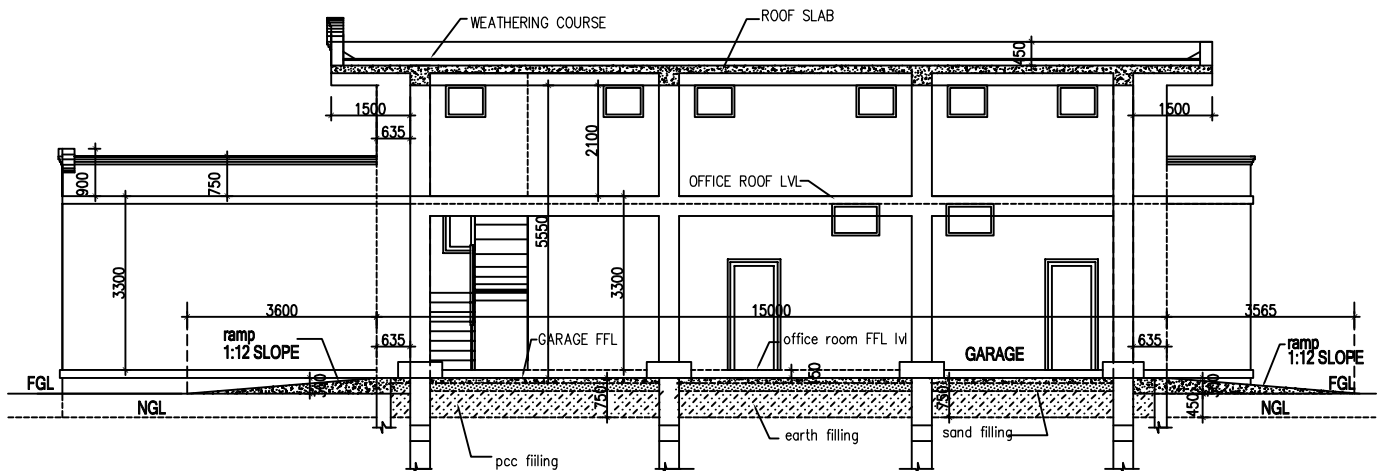 WEATHERING COURSE
ROOF SLAB
450
1500
635
2100
1500
900
750
OFFICE ROOF LVL
5550
3300
3300
3600
15000
3565
ramp
1:12 SLOPE
635
GARAGE FFL
office room FFL lvl
GARAGE
635
ramp
1:12 SLOPE
FGL
FGL
300
750
750
450
NGL
NGL
pcc fiiling
earth filling
sand filling